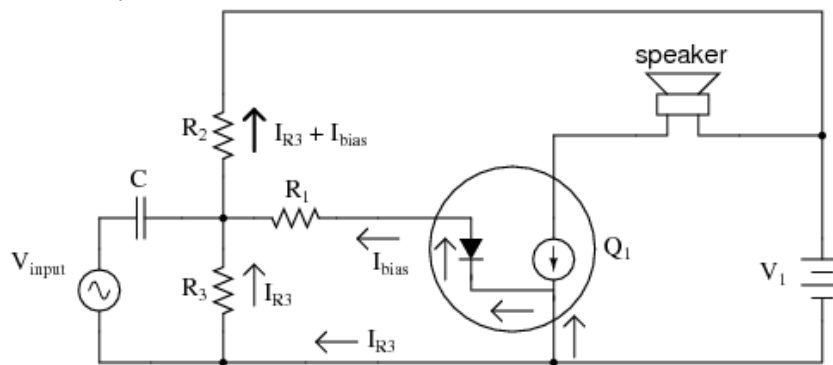 speaker
R2
IR3 + Ibias
C
R1
Vinput
R3
IR3
Ibias
Q1
V1
IR3